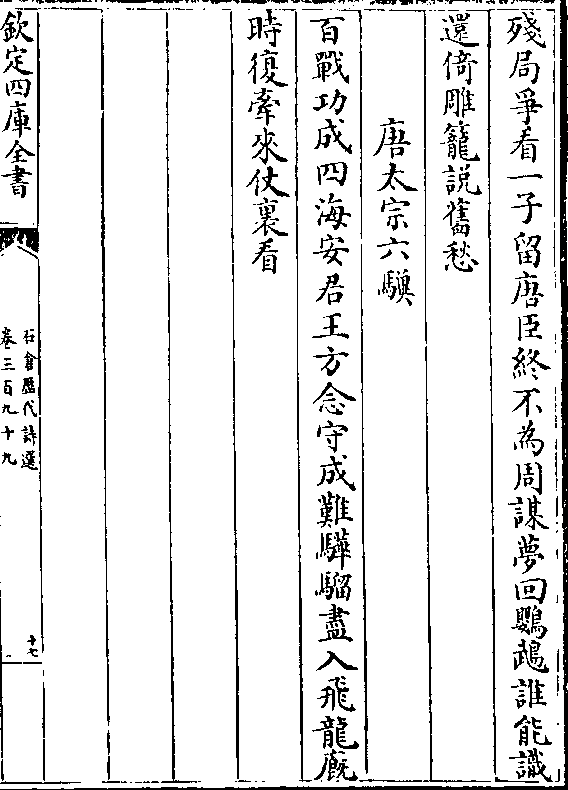 殘局爭看一子留唐臣終不為周謀夢回鸚鵡誰能識
還倚雕籠說舊愁
唐太宗六驥
百戰功成四海安君王方念守成難驊騮盡入飛龍廐
時復牽來仗裏看
欽定四庫全書
石倉歷代詩選
卷三百九十九
十七